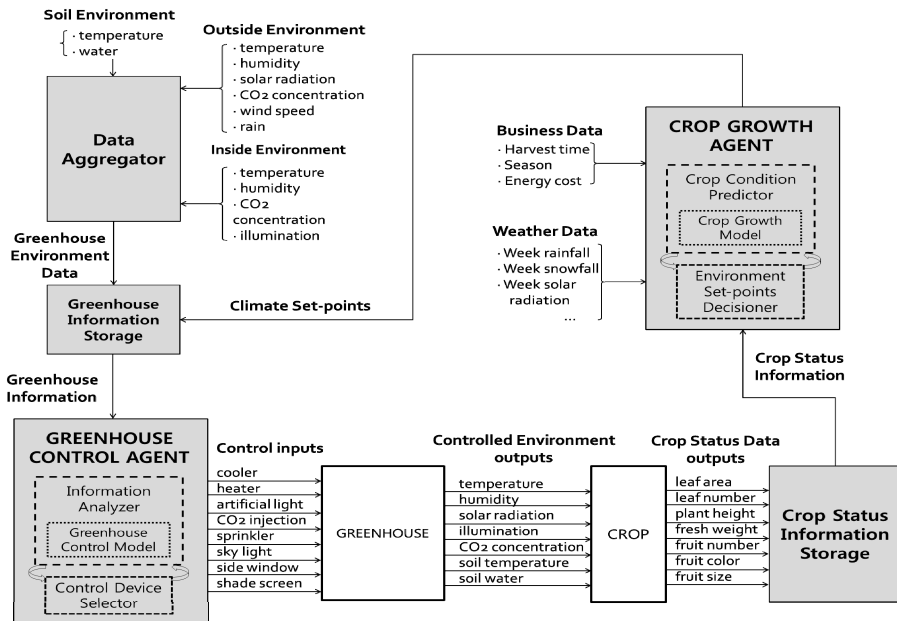 Soil Environment
· temperature
· water
Outside Environment
· temperature
· humidity
· solar radiation
· CO2 concentration
· wind speed
· rain
Data
Aggregator
Inside Environment
· temperature
· humidity
· CO2
concentration
· illumination
Greenhouse
Environment
Data
Greenhouse
Information
Storage
Climate Set-points
Business Data
· Harvest time
· Season
· Energy cost
Weather Data
· Week rainfall
· Week snowfall
· Week solar
radiation
...
CROP GROWTH
AGENT
Crop Condition
Predictor
Crop Growth
Model
Environment
Set-points
Decisioner
Crop Status
Information
Greenhouse
Information
GREENHOUSE
CONTROL AGENT
Information
Analyzer
Greenhouse
Control Model
Control Device
Selector
Control inputs
cooler
heater
artificial light
CO2 injection
sprinkler
sky light
side window
shade screen
GREENHOUSE
Controlled Environment
outputs
temperature
humidity
solar radiation
illumination
CO2 concentration
soil temperature
soil water
CROP
Crop Status Data
outputs
leaf area
leaf number
plant height
fresh weight
fruit number
fruit color
fruit size
Crop Status
Information
Storage